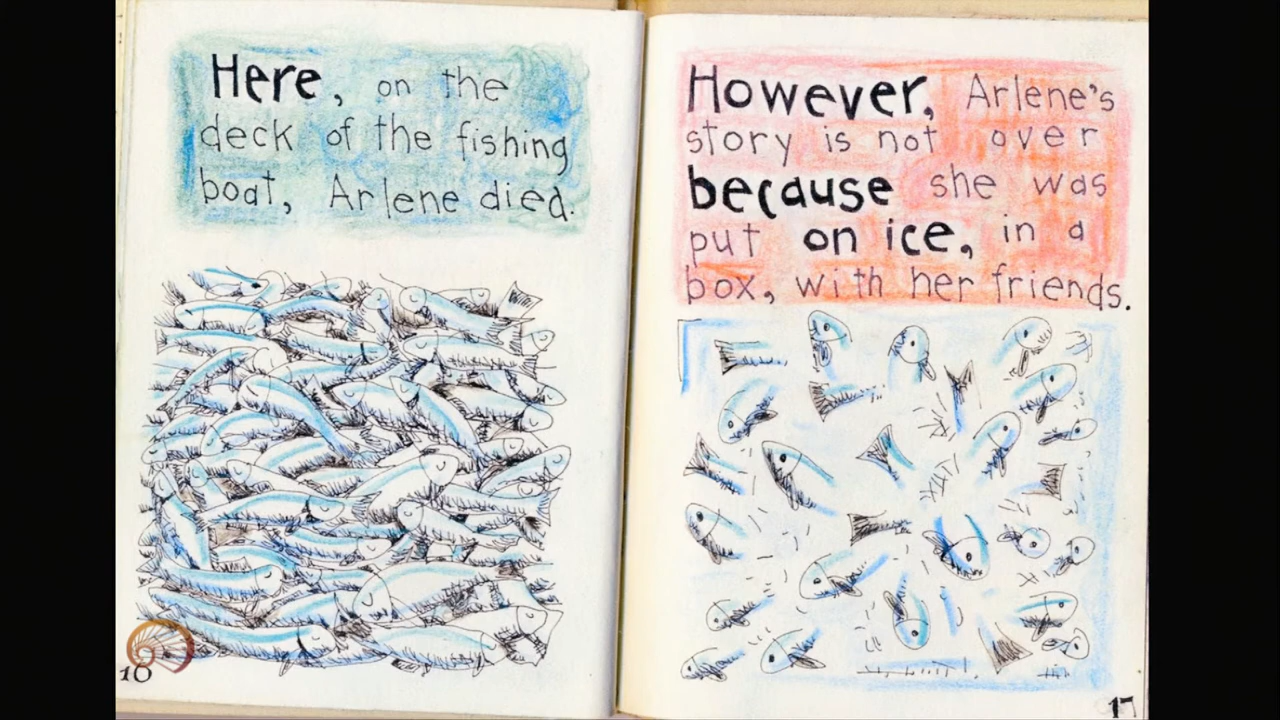 Here, on the
deck of the fishing
boat, Arlene died.
10
However, Arlene's
story is not over
because she was
put on ice, in a
box, with her friends.
17